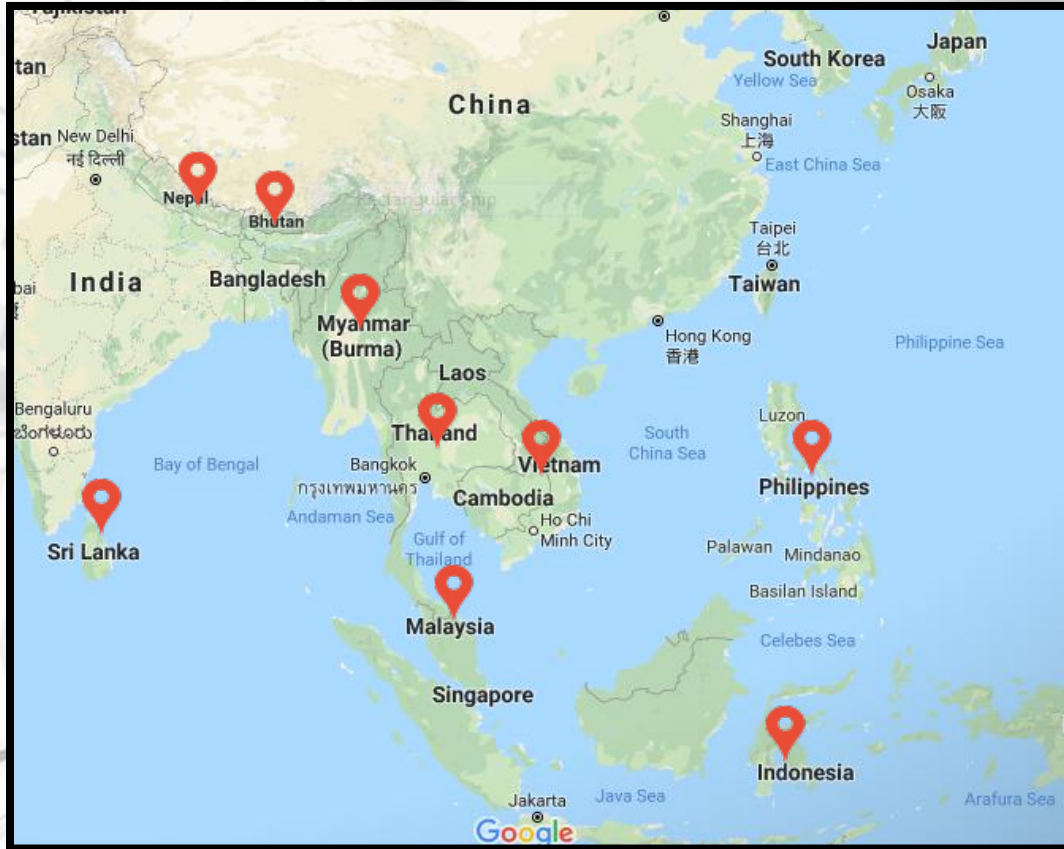 Tajikistan
Japan
South Korea
tan
Yellow Sea
Osaka
大阪
China
Shanghai
上海
stan
New Delhi
नई दिल्ली
East China Sea
Nepal
Bhutan
Taipei
台北
Bangladesh
India
Taiwan
bai
Myanmar
(Burma)
Hong Kong
香港
Philippine Sea
Laos
Bengaluru
ಬೆಂಗಳೂರು
Luzon
Thailand
South
China Sea
Bay of Bengal
Bangkok
กรุงเทพมหานคร
Vietnam
Philippines
Cambodia
Andaman Sea
Ho Chi
Minh City
Gulf of
Thailand
Sri Lanka
Palawan
Mindanao
Basilan Island
Malaysia
Celebes Sea
Singapore
Indonesia
Jakarta
Java Sea
Arafura Sea
Google